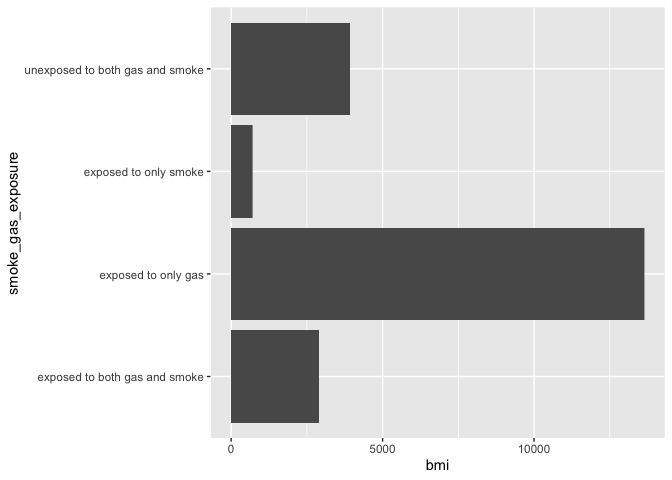 smoke_gas_exposure
unexposed to both gas and smoke
exposed to only smoke
exposed to only gas
exposed to both gas and smoke
0 5000 10000
bmi